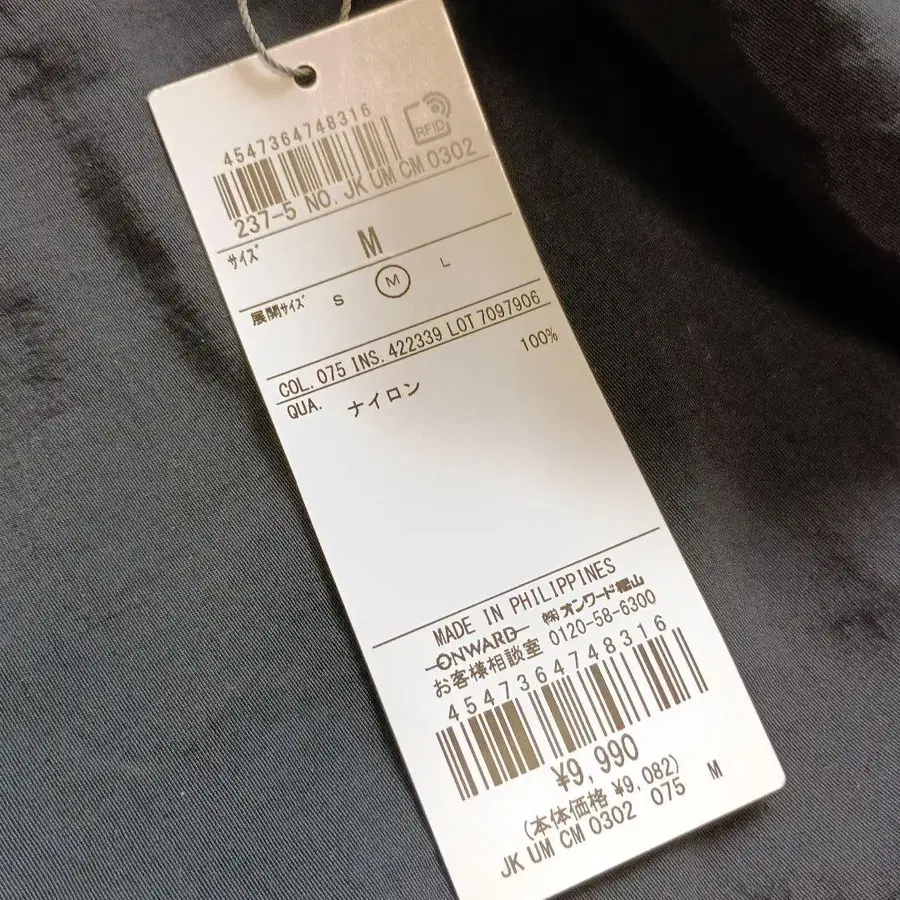 4547364748316
RFID
237-5 NO. JK UM CM 0302
サイズ M
展開サイズ S M L
COL. 075 INS. 422339 LOT 7097906
QUA. ナイロン 100%
MADE IN PHILIPPINES
ONWARD ㈱オンワード樫山
お客様相談室 0120-58-6300
4547364748316
¥9,990
(本体価格 ¥9,082)
JK UM CM 0302 075 M